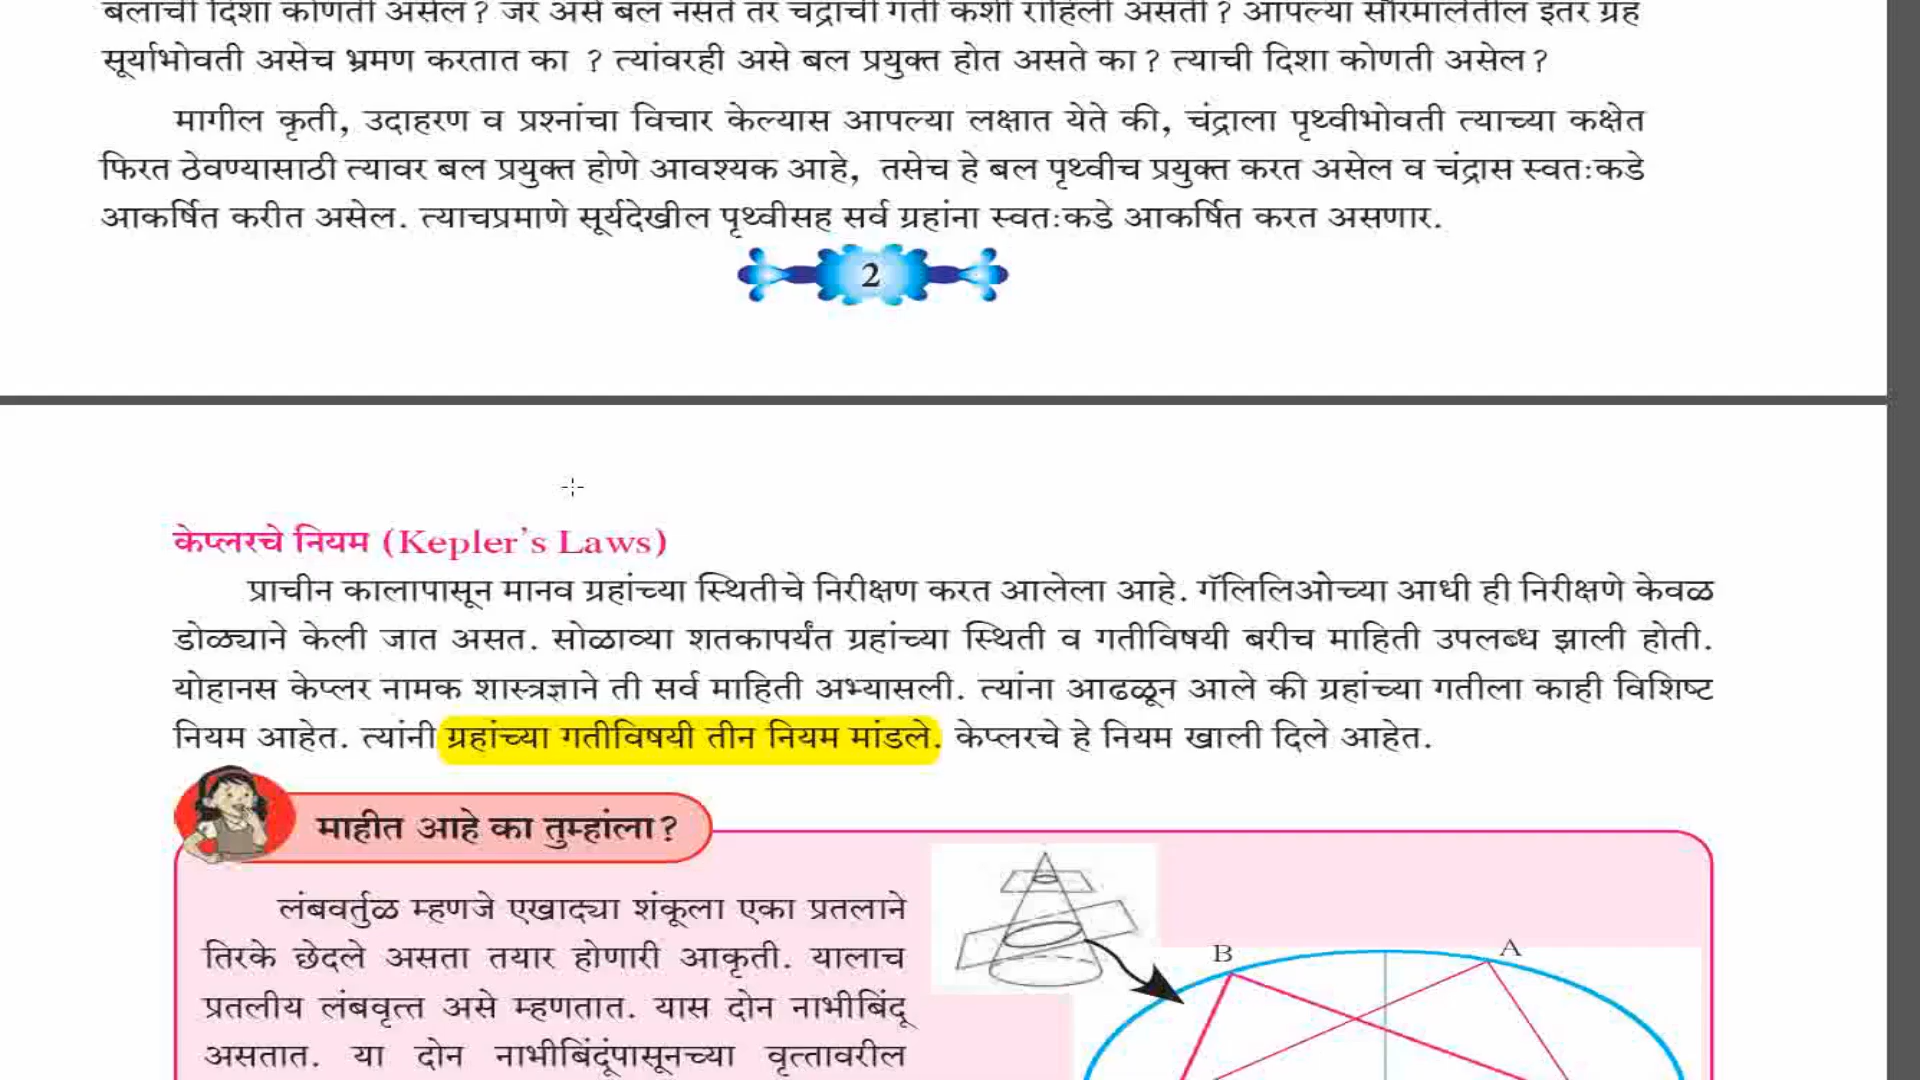 बलाची दिशा कोणती असेल? जर असे बल नसते तर चंद्राची गती कशी राहिली असती? आपल्या सौरमालेतील इतर ग्रह
सूर्याभोवती असेच भ्रमण करतात का ? त्यांवरही असे बल प्रयुक्त होत असते का? त्याची दिशा कोणती असेल?
मागील कृती, उदाहरण व प्रश्नांचा विचार केल्यास आपल्या लक्षात येते की, चंद्राला पृथ्वीभोवती त्याच्या कक्षेत
फिरत ठेवण्यासाठी त्यावर बल प्रयुक्त होणे आवश्यक आहे, तसेच हे बल पृथ्वीच प्रयुक्त करत असेल व चंद्रास स्वतःकडे
आकर्षित करीत असेल. त्याचप्रमाणे सूर्यदेखील पृथ्वीसह सर्व ग्रहांना स्वतःकडे आकर्षित करत असणार.
2
केप्लरचे नियम (Kepler's Laws)
प्राचीन कालापासून मानव ग्रहांच्या स्थितीचे निरीक्षण करत आलेला आहे. गॅलिलिओच्या आधी ही निरीक्षणे केवळ
डोळ्याने केली जात असत. सोळाव्या शतकापर्यंत ग्रहांच्या स्थिती व गतीविषयी बरीच माहिती उपलब्ध झाली होती.
योहानस केप्लर नामक शास्त्रज्ञाने ती सर्व माहिती अभ्यासली. त्यांना आढळून आले की ग्रहांच्या गतीला काही विशिष्ट
नियम आहेत. त्यांनी ग्रहांच्या गतीविषयी तीन नियम मांडले. केप्लरचे हे नियम खाली दिले आहेत.
माहीत आहे का तुम्हांला?
लंबवर्तुळ म्हणजे एखाद्या शंकूला एका प्रतलाने
तिरके छेदले असता तयार होणारी आकृती. यालाच
प्रतलीय लंबवृत्त असे म्हणतात. यास दोन नाभीबिंदू
असतात. या दोन नाभीबिंदूंपासूनच्या वृत्तावरील
B
A